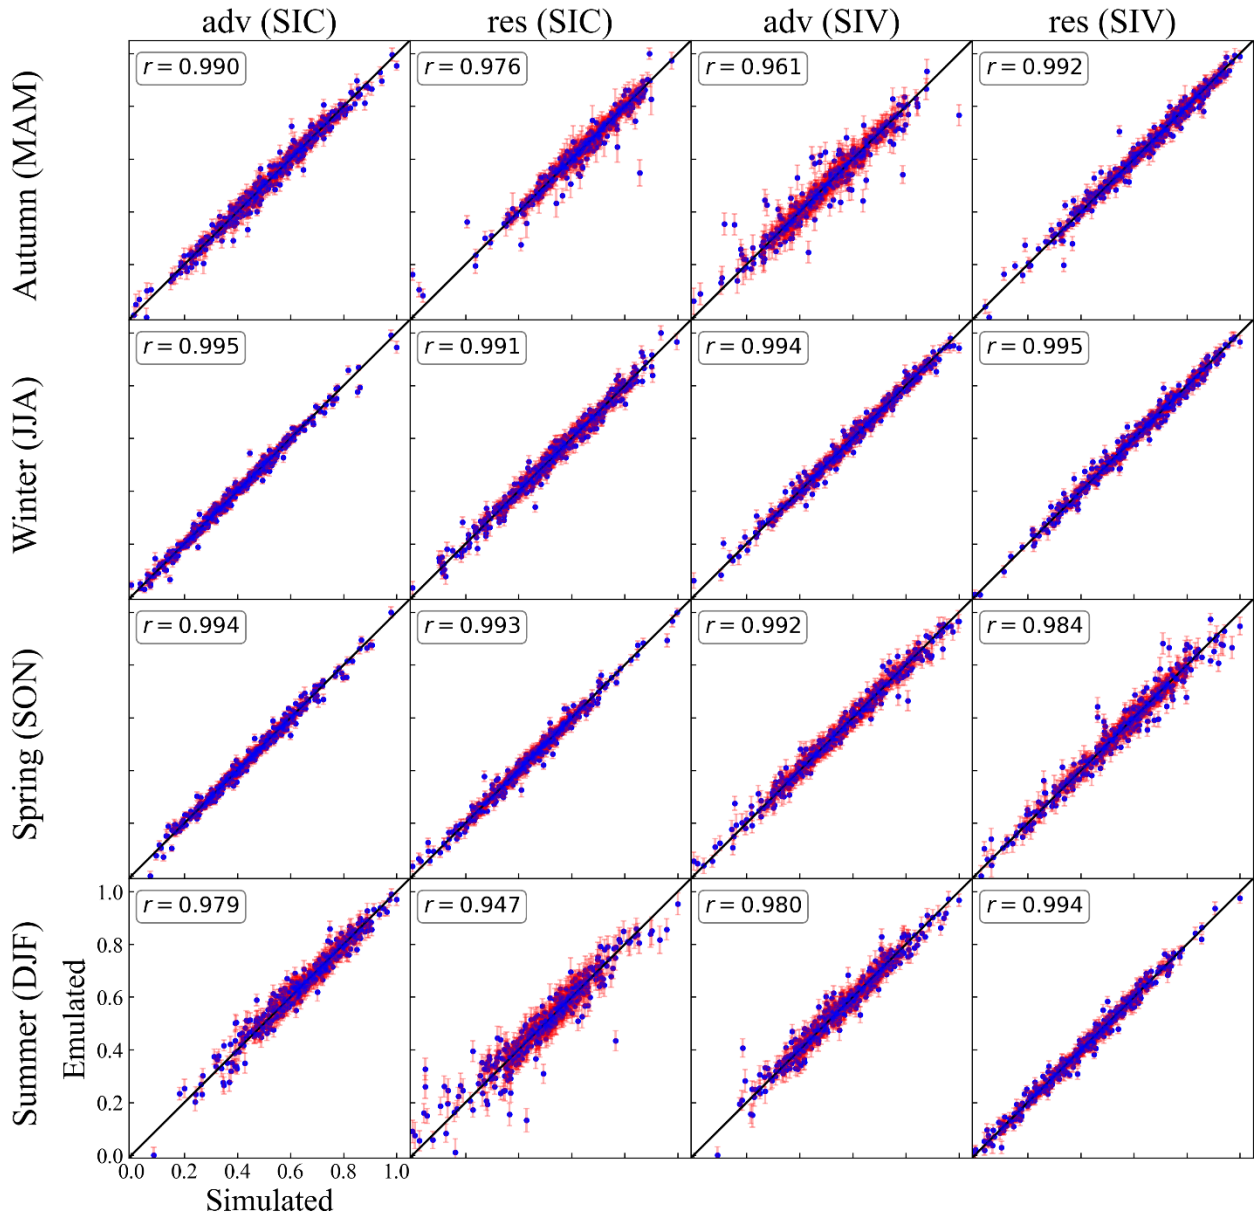 adv (SIC) res (SIC) adv (SIV) res (SIV)
Autumn (MAM)
r = 0.990 r = 0.976 r = 0.961 r = 0.992
Winter (JJA)
r = 0.995 r = 0.991 r = 0.994 r = 0.995
Spring (SON)
r = 0.994 r = 0.993 r = 0.992 r = 0.984
Summer (DJF)
r = 0.979 r = 0.947 r = 0.980 r = 0.994
Emulated
1.0
0.8
0.6
0.4
0.2
0.0
0.0 0.2 0.4 0.6 0.8 1.0
Simulated